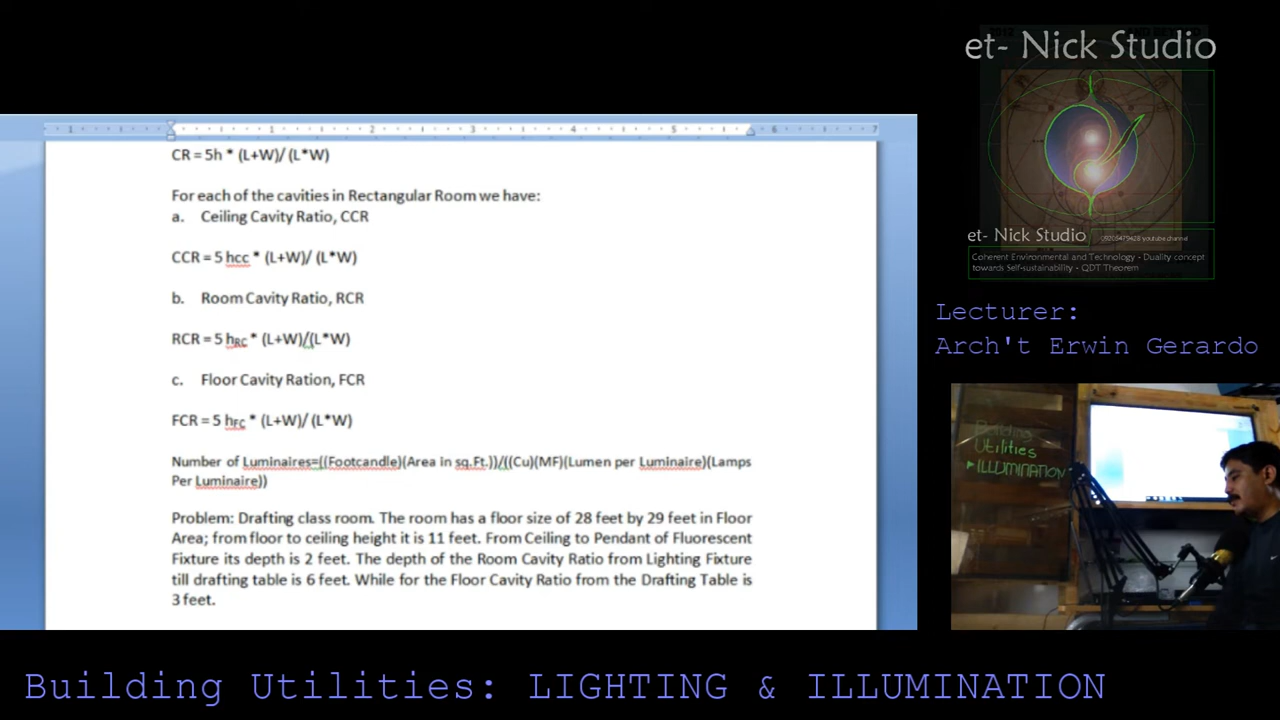 et- Nick Studio
CR = 5h * (L+W)/ (L*W)
For each of the cavities in Rectangular Room we have:
a. Ceiling Cavity Ratio, CCR
CCR = 5 hcc * (L+W)/ (L*W)
b. Room Cavity Ratio, RCR
RCR = 5 hRC * (L+W)/(L*W)
c. Floor Cavity Ration, FCR
FCR = 5 hFC * (L+W)/ (L*W)
Number of Luminaires=((Footcandle)(Area in sq.Ft.))/((Cu)(MF)(Lumen per Luminaire)(Lamps
Per Luminaire))
Problem: Drafting class room. The room has a floor size of 28 feet by 29 feet in Floor
Area; from floor to ceiling height it is 11 feet. From Ceiling to Pendant of Fluorescent
Fixture its depth is 2 feet. The depth of the Room Cavity Ratio from Lighting Fixture
till drafting table is 6 feet. While for the Floor Cavity Ratio from the Drafting Table is
3 feet.
et- Nick Studio
youtube channel
Coherent Environmental and Technology - Duality concept
towards Self-sustainability - QDT Theorem
Lecturer:
Arch't Erwin Gerardo
Building
Utilities
ILLUMINATION
Building Utilities: LIGHTING & ILLUMINATION